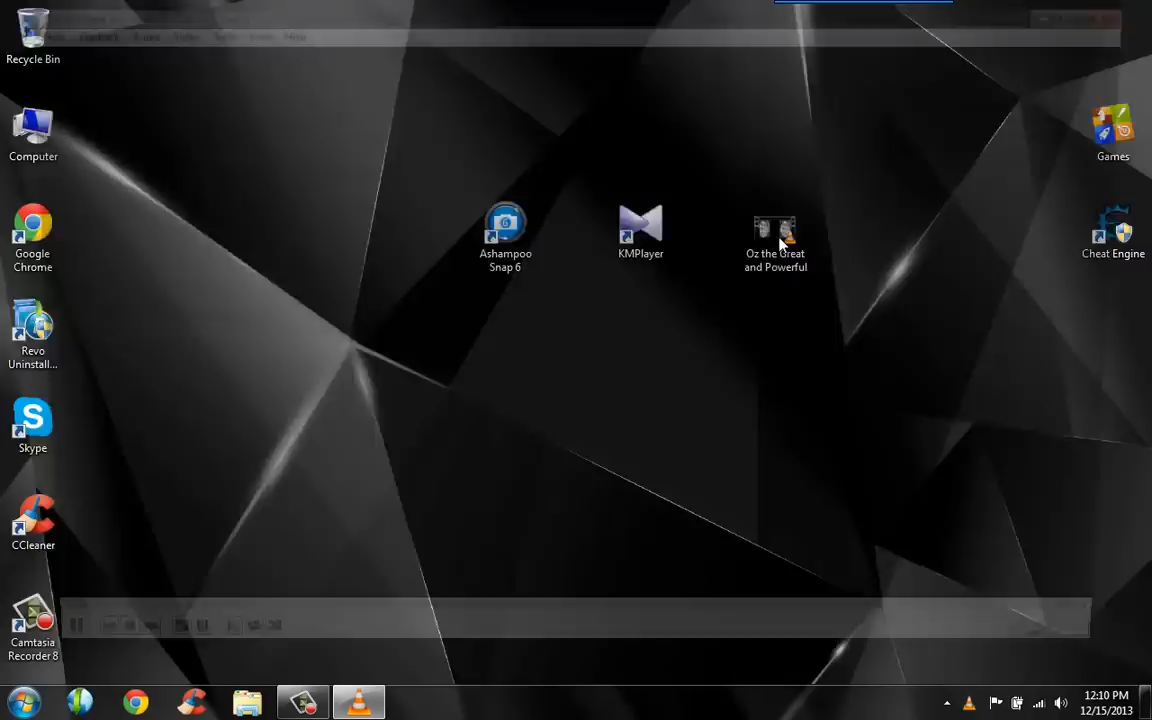 Recycle Bin
Computer
Games
Google
Chrome
Ashampoo
Snap 6
KMPlayer
Oz the Great
and Powerful
Cheat Engine
Revo
Uninstall...
Skype
CCleaner
Camtasia
Recorder 8
12:10 PM
12/15/2013